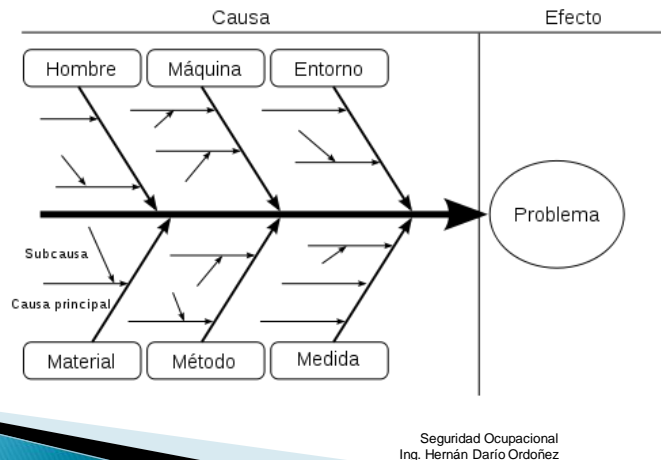 Causa
Efecto
Hombre
Máquina
Entorno
Problema
Subcausa
Causa principal
Material
Método
Medida
Seguridad Ocupacional
Ing. Hernán Darío Ordoñez